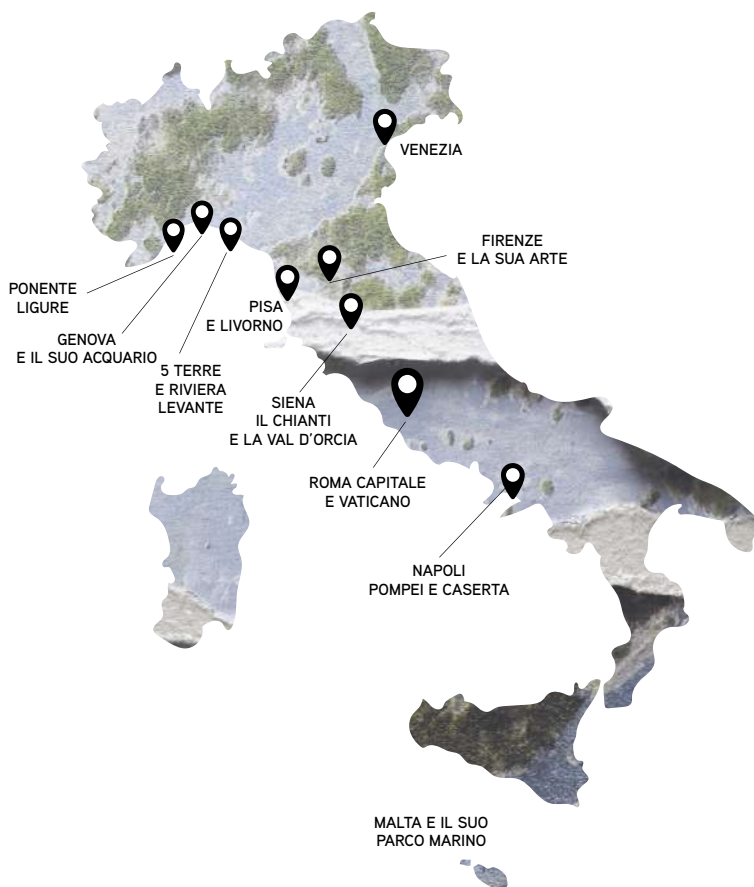 VENEZIA
FIRENZE
E LA SUA ARTE
PONENTE
LIGURE
GENOVA
E IL SUO ACQUARIO
5 TERRE
E RIVIERA
LEVANTE
PISA
E LIVORNO
SIENA
IL CHIANTI
E LA VAL D'ORCIA
ROMA CAPITALE
E VATICANO
NAPOLI
POMPEI E CASERTA
MALTA E IL SUO
PARCO MARINO